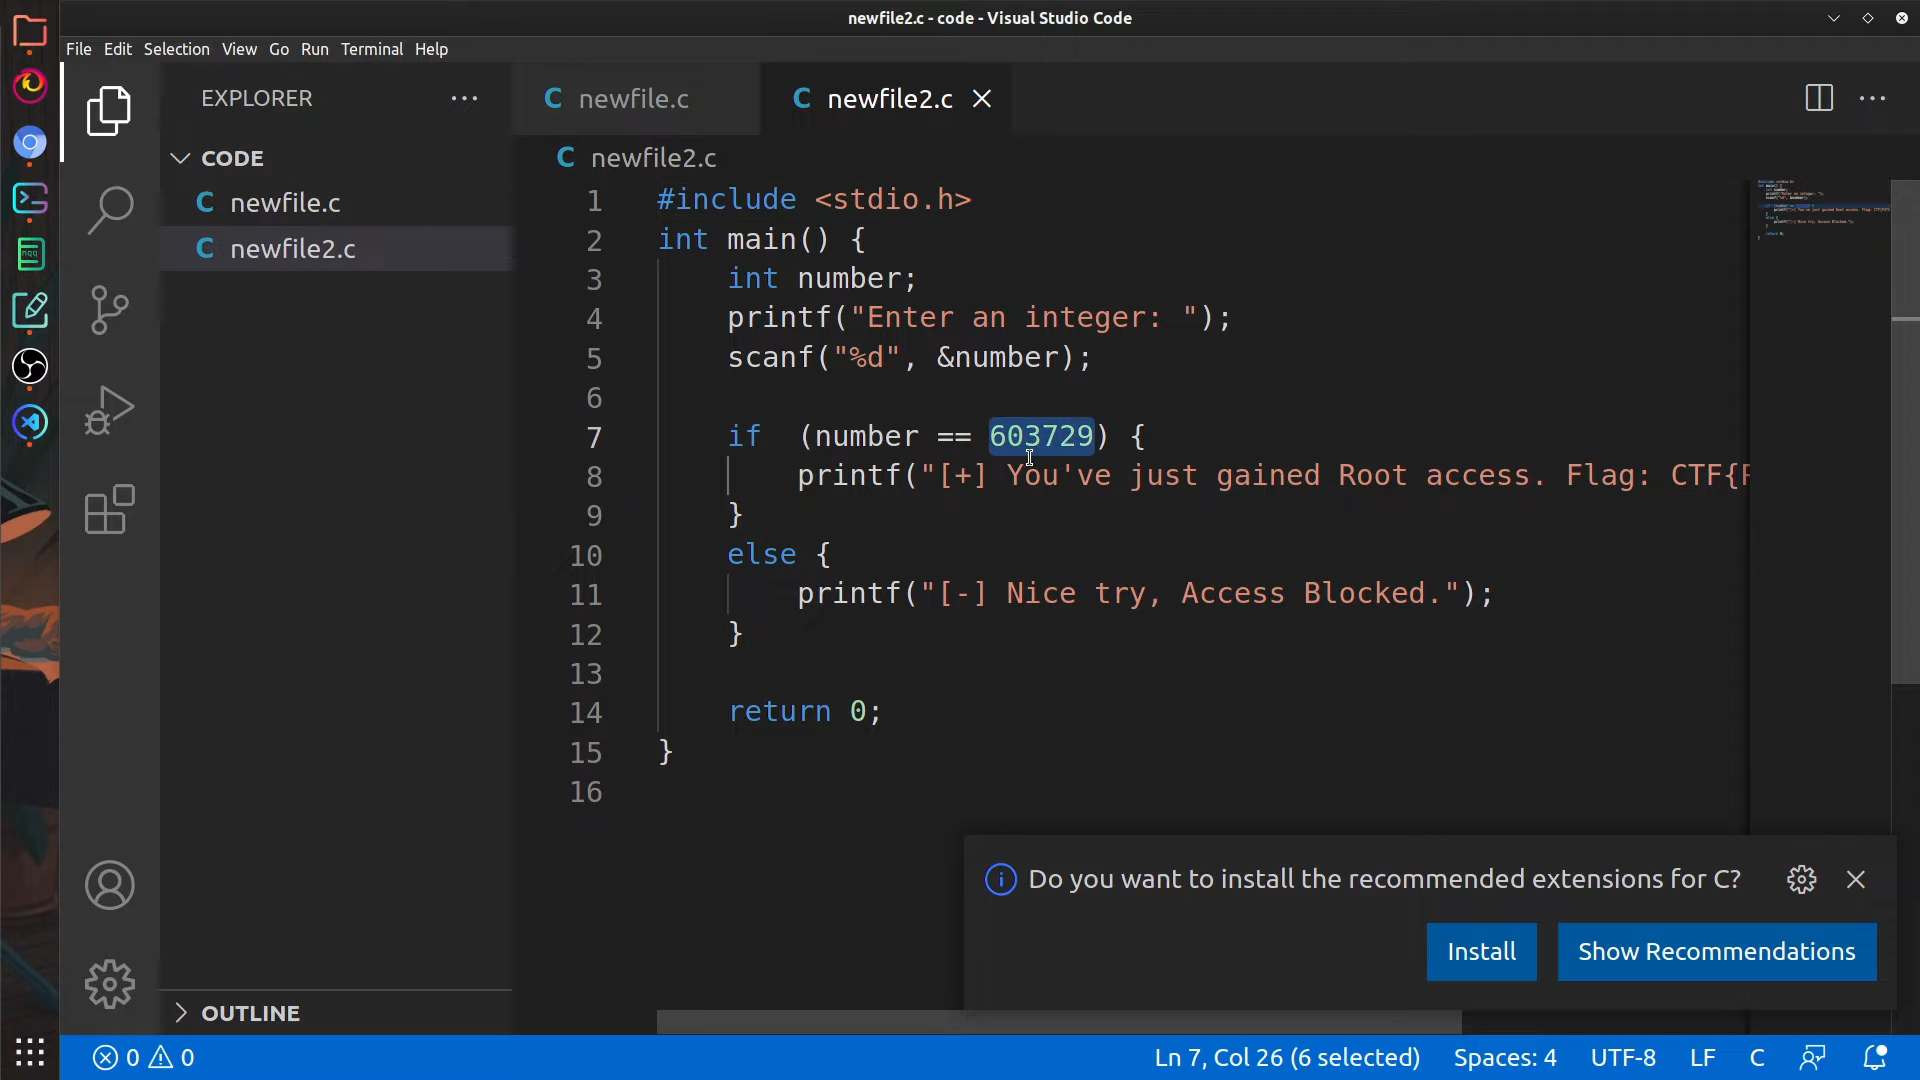 newfile2.c - code - Visual Studio Code
File Edit Selection View Go Run Terminal Help
EXPLORER
CODE
newfile.c
newfile2.c
OUTLINE
C newfile.c
C newfile2.c
C newfile2.c
1 #include <stdio.h>
2 int main() {
3 int number;
4 printf("Enter an integer: ");
5 scanf("%d", &number);
6
7 if (number == 603729) {
8 printf("[+] You've just gained Root access. Flag: CTF{
9 }
10 else {
11 printf("[-] Nice try, Access Blocked.");
12 }
13
14 return 0;
15 }
16
Do you want to install the recommended extensions for C?
Install Show Recommendations
0 0 Ln 7, Col 26 (6 selected) Spaces: 4 UTF-8 LF C